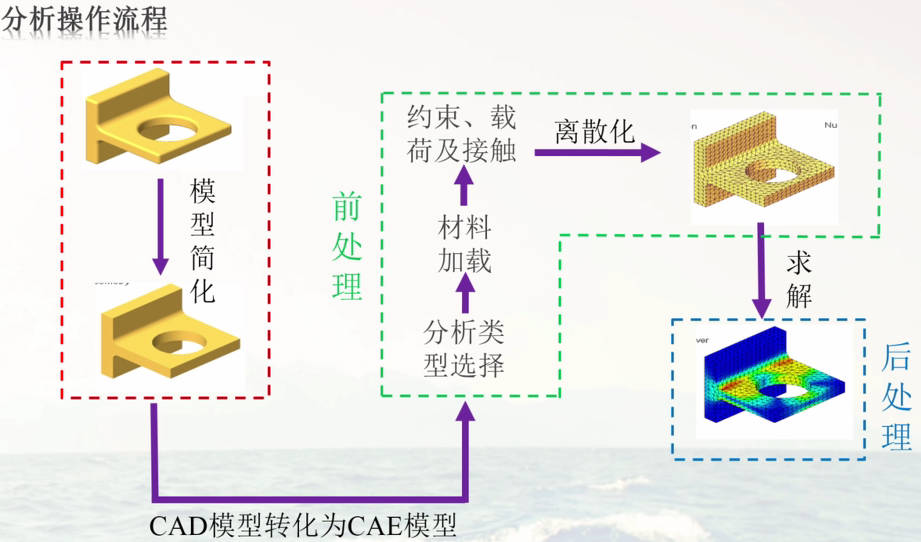 分析操作流程
模型简化
CAD模型转化为CAE模型
前处理
分析类
型选择
材料
加载
约束、载
荷及接触
离散化
n
Nu
求解
ver
后处理